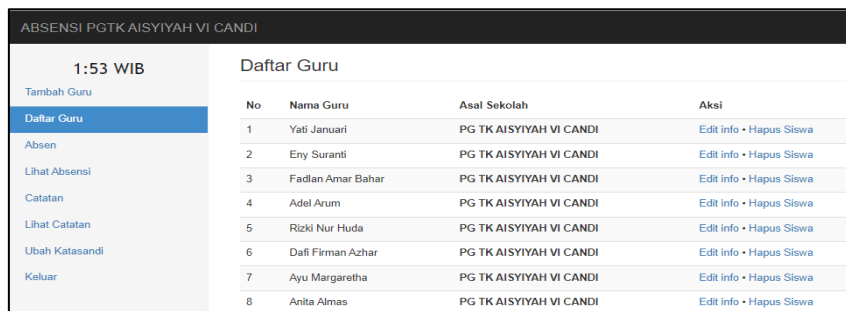 ABSENSI PGTK AISYIYAH VI CANDI
1:53 WIB
Tambah Guru
Daftar Guru
Absen
Lihat Absensi
Catatan
Lihat Catatan
Ubah Katasandi
Keluar
Daftar Guru
No Nama Guru Asal Sekolah Aksi
1 Yati Januari PG TK AISYIYAH VI CANDI Edit info • Hapus Siswa
2 Eny Suranti PG TK AISYIYAH VI CANDI Edit info • Hapus Siswa
3 Fadlan Amar Bahar PG TK AISYIYAH VI CANDI Edit info • Hapus Siswa
4 Adel Arum PG TK AISYIYAH VI CANDI Edit info • Hapus Siswa
5 Rizki Nur Huda PG TK AISYIYAH VI CANDI Edit info • Hapus Siswa
6 Dafi Firman Azhar PG TK AISYIYAH VI CANDI Edit info • Hapus Siswa
7 Ayu Margaretha PG TK AISYIYAH VI CANDI Edit info • Hapus Siswa
8 Anita Almas PG TK AISYIYAH VI CANDI Edit info • Hapus Siswa